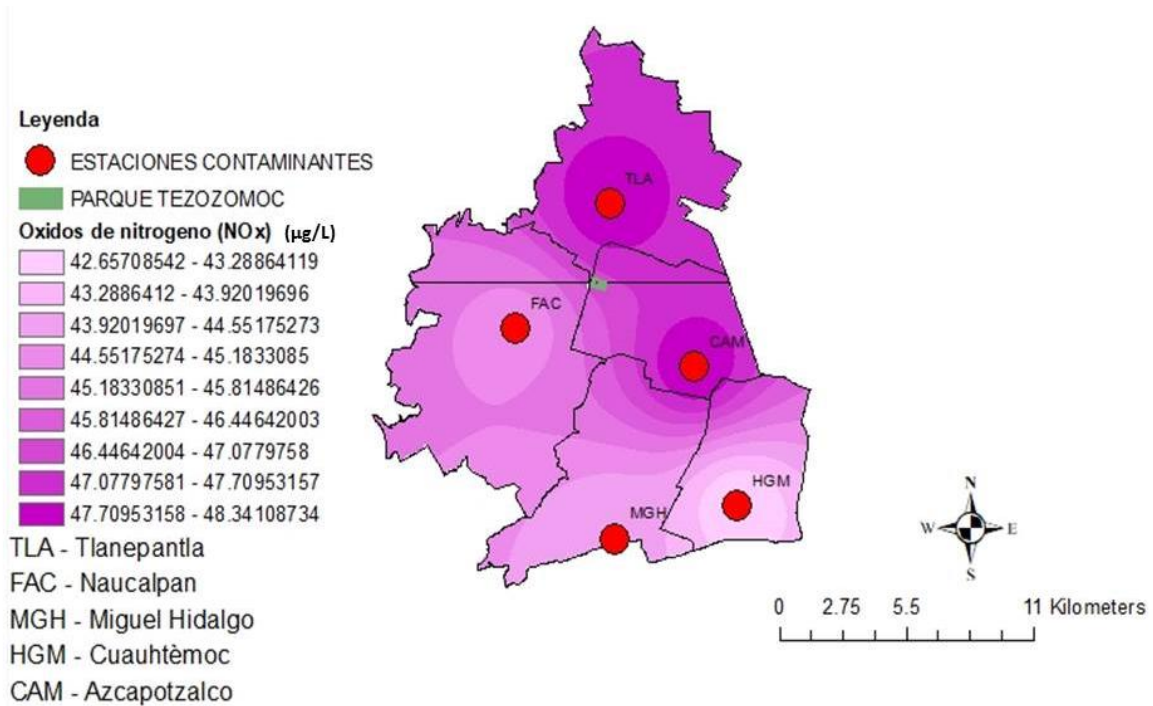 Leyenda
ESTACIONES CONTAMINANTES
PARQUE TEZOZOMOC
Oxidos de nitrogeno (NOx) (µg/L)
42.65708542 - 43.28864119
43.2886412 - 43.92019696
43.92019697 - 44.55175273
44.55175274 - 45.1833085
45.18330851 - 45.81486426
45.81486427 - 46.44642003
46.44642004 - 47.0779758
47.07797581 - 47.70953157
47.70953158 - 48.34108734
TLA - Tlanepantla
FAC - Naucalpan
MGH - Miguel Hidalgo
HGM - Cuauhtèmoc
CAM - Azcapotzalco
TLA
FAC
CAM
HGM
MGH
N
W E
S
0 2.75 5.5 11 Kilometers